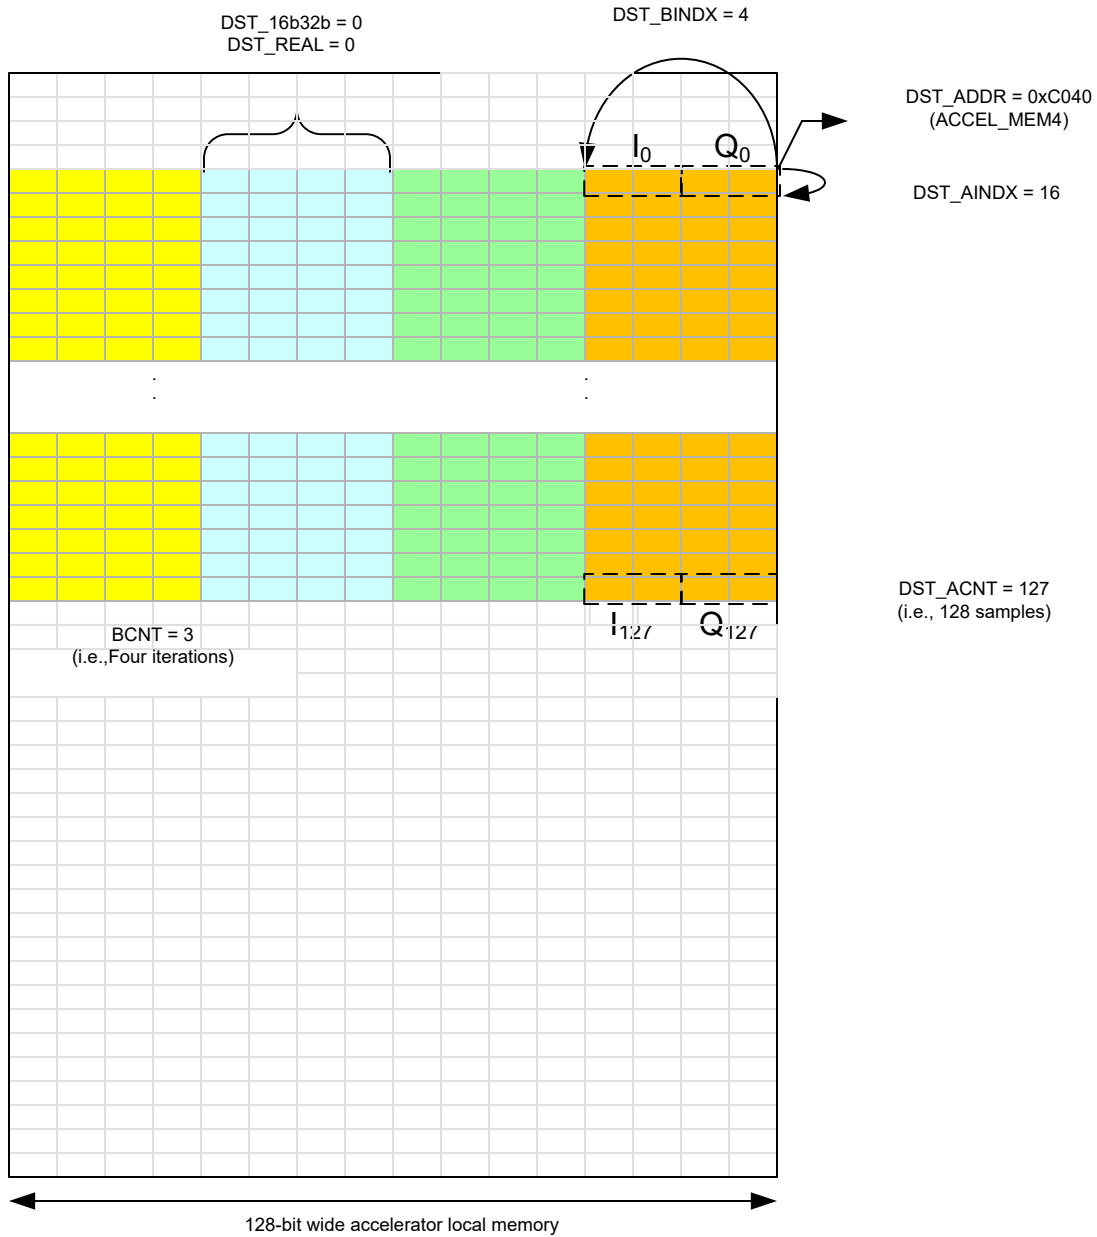 DST_16b32b = 0
DST_REAL = 0
DST_BINDX = 4
DST_ADDR = 0xC040
(ACCEL_MEM4)
I0 Q0
DST_AINDX = 16
:
:
DST_ACNT = 127
(i.e., 128 samples)
I127 Q127
BCNT = 3
(i.e.,Four iterations)
128-bit wide accelerator local memory